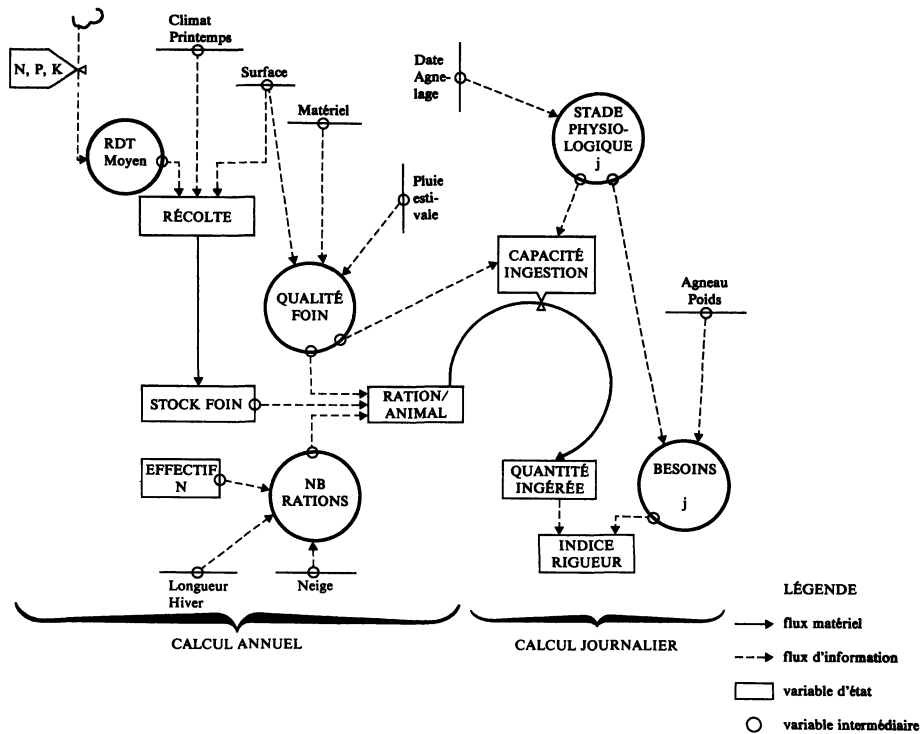 Climat
Printemps
N, P, K
Surface
Matériel
Date
Agne-
lage
STADE
PHYSIO-
LOGIQUE
j
RDT
Moyen
Pluie
esti-
vale
RÉCOLTE
CAPACITÉ
INGESTION
QUALITÉ
FOIN
Agneau
Poids
STOCK FOIN
RATION/
ANIMAL
EFFECTIF
N
NB
RATIONS
QUANTITÉ
INGÉRÉE
BESOINS
j
INDICE
RIGUEUR
Longueur
Hiver
Neige
CALCUL ANNUEL
CALCUL JOURNALIER
LÉGENDE
flux matériel
flux d'information
variable d'état
variable intermédiaire